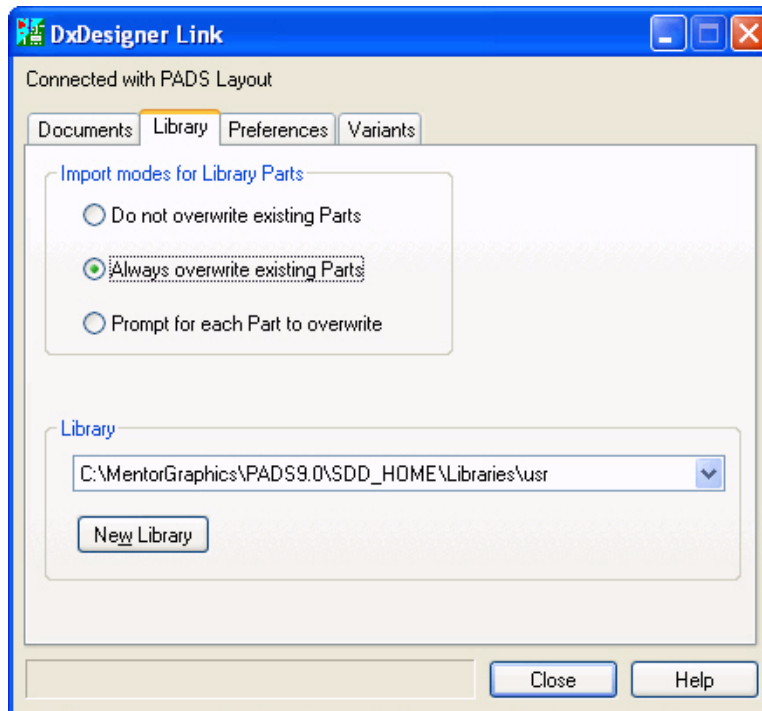 DxDesigner Link
Connected with PADS Layout
Documents Library Preferences Variants
Import modes for Library Parts
Do not overwrite existing Parts
Always overwrite existing Parts
Prompt for each Part to overwrite
Library
C:\MentorGraphics\PADS9.0\SDD_HOME\Libraries\usr
New Library
Close Help